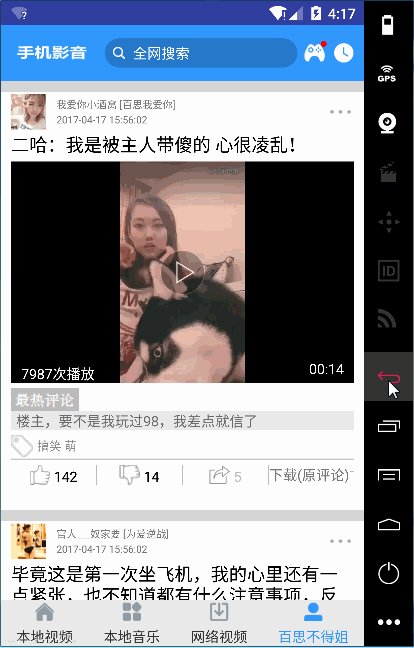 4:17
手机影音
全网搜索
GPS
我爱你小酒窝 [百思我爱你]
2017-04-17 15:56:02
二哈：我是被主人带傻的 心很凌乱！
7987次播放
00:14
最热评论
楼主，要不是我玩过98，我差点就信了
搞笑 萌
142
14
5
下载(原评论)
ID
官人__奴家要 [为爱逆战]
2017-04-17 15:56:02
毕竟这是第一次坐飞机，我的心里还有一
点紧张，也不知道都有什么注意事项，反
本地视频
本地音乐
网络视频
百思不得姐